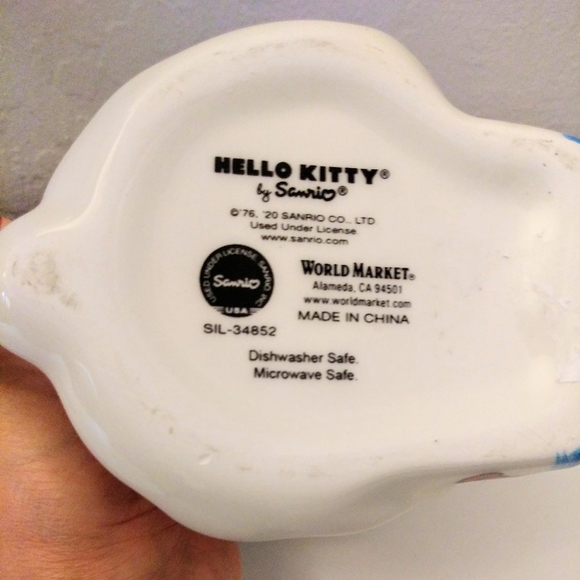 HELLO KITTY®
by Sanrio®
©'76, '20 SANRIO CO., LTD
Used Under License.
www.sanrio.com
USED UNDER LICENSE, SANRIO INC
Sanrio
USA
SIL-34852
WORLD MARKET®
Alameda, CA 94501
www.worldmarket.com
MADE IN CHINA
Dishwasher Safe.
Microwave Safe.